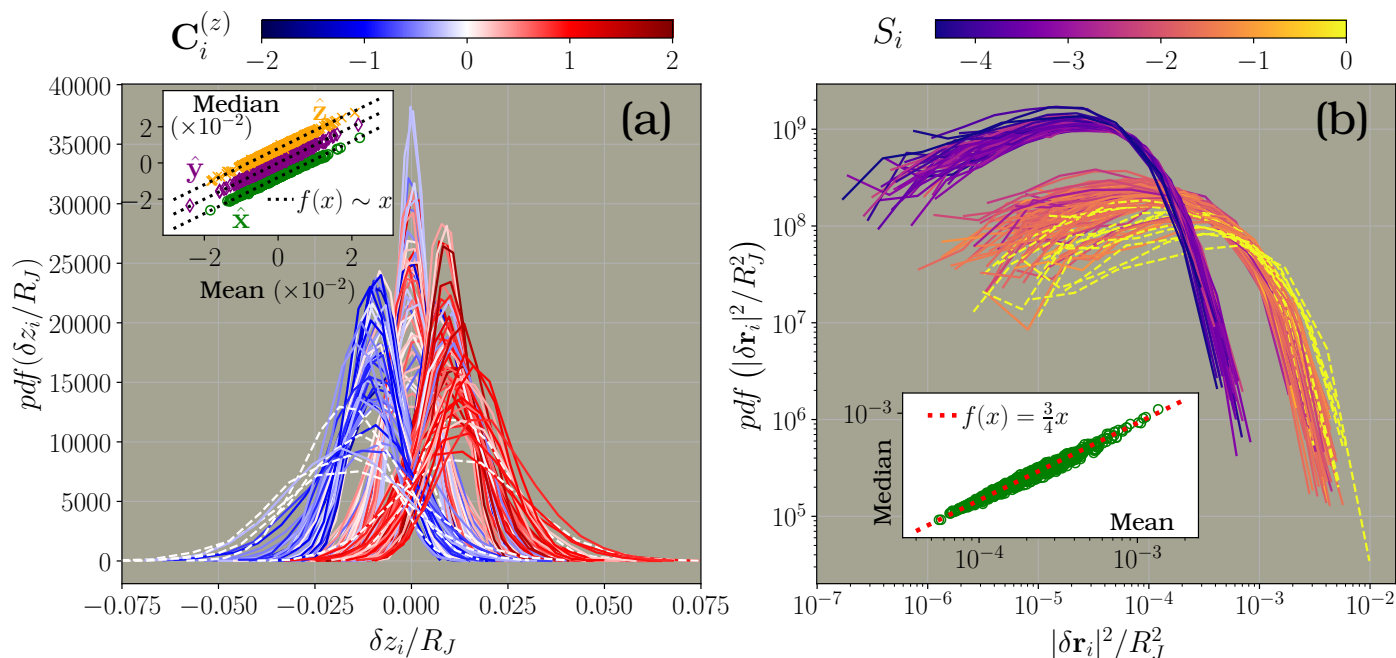 C_i^(z)
−2 −1 0 1 2
S_i
−4 −3 −2 −1 0
(a)
pdf(δz_i/R_J)
40000
35000
30000
25000
20000
15000
10000
5000
0
−0.075 −0.050 −0.025 0.000 0.025 0.050 0.075
δz_i/R_J
Median
(×10^−2)
2
0
−2
ẑ
ŷ
x̂
f(x) ∼ x
−2 0 2
Mean (×10^−2)
(b)
pdf (|δr_i|^2/R_J^2)
10^9
10^8
10^7
10^6
10^5
10^−7 10^−6 10^−5 10^−4 10^−3 10^−2
|δr_i|^2/R_J^2
10^−3
f(x) = 3/4 x
Median
Mean
10^−4 10^−3